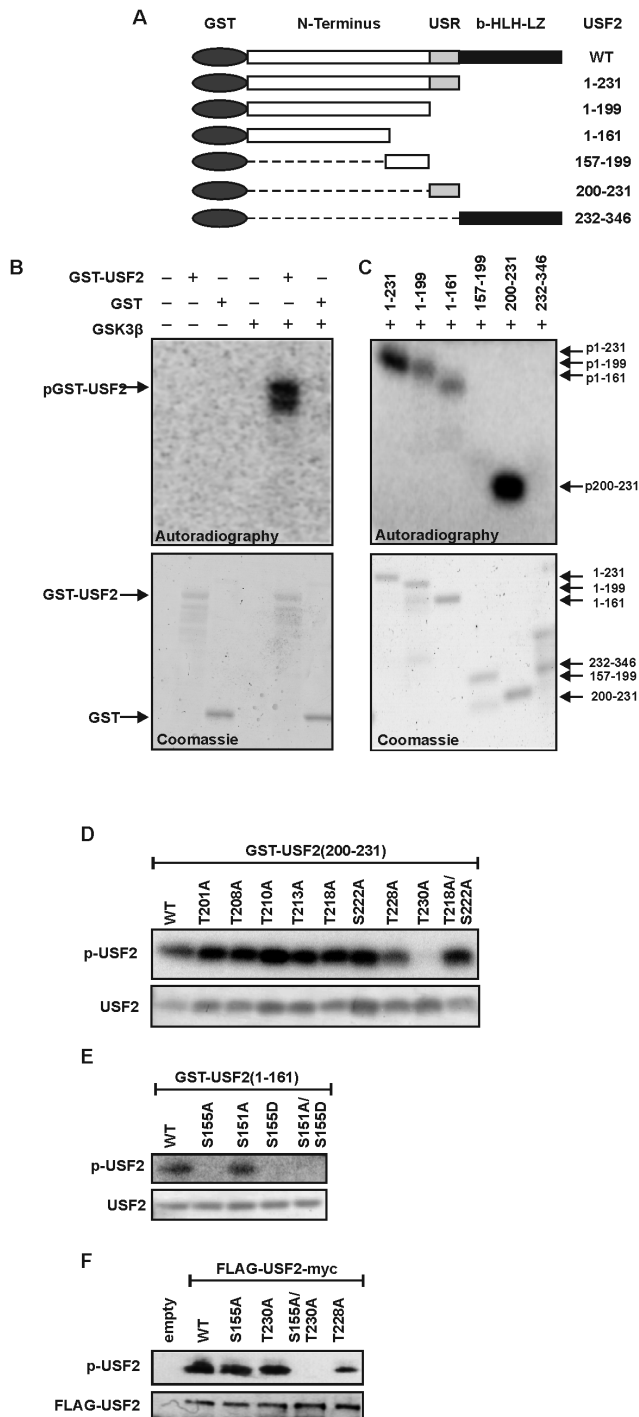 A
GST N-Terminus USR b-HLH-LZ USF2
WT
1-231
1-199
1-161
157-199
200-231
232-346
B
GST-USF2 – + – – + –
GST – – + – – +
GSK3β – – – + + +
pGST-USF2
Autoradiography
GST-USF2
GST
Coomassie
C
1-231 1-199 1-161 157-199 200-231 232-346
+ + + + + +
p1-231
p1-199
p1-161
p200-231
Autoradiography
1-231
1-199
1-161
232-346
157-199
200-231
Coomassie
D
GST-USF2(200-231)
WT T201A T208A T210A T213A T218A S222A T228A T230A T218A/
S222A
p-USF2
USF2
E
GST-USF2(1-161)
WT S155A S151A S155D S151A/
S155D
p-USF2
USF2
F
FLAG-USF2-myc
empty WT S155A T230A S155A/
T230A T228A
p-USF2
FLAG-USF2